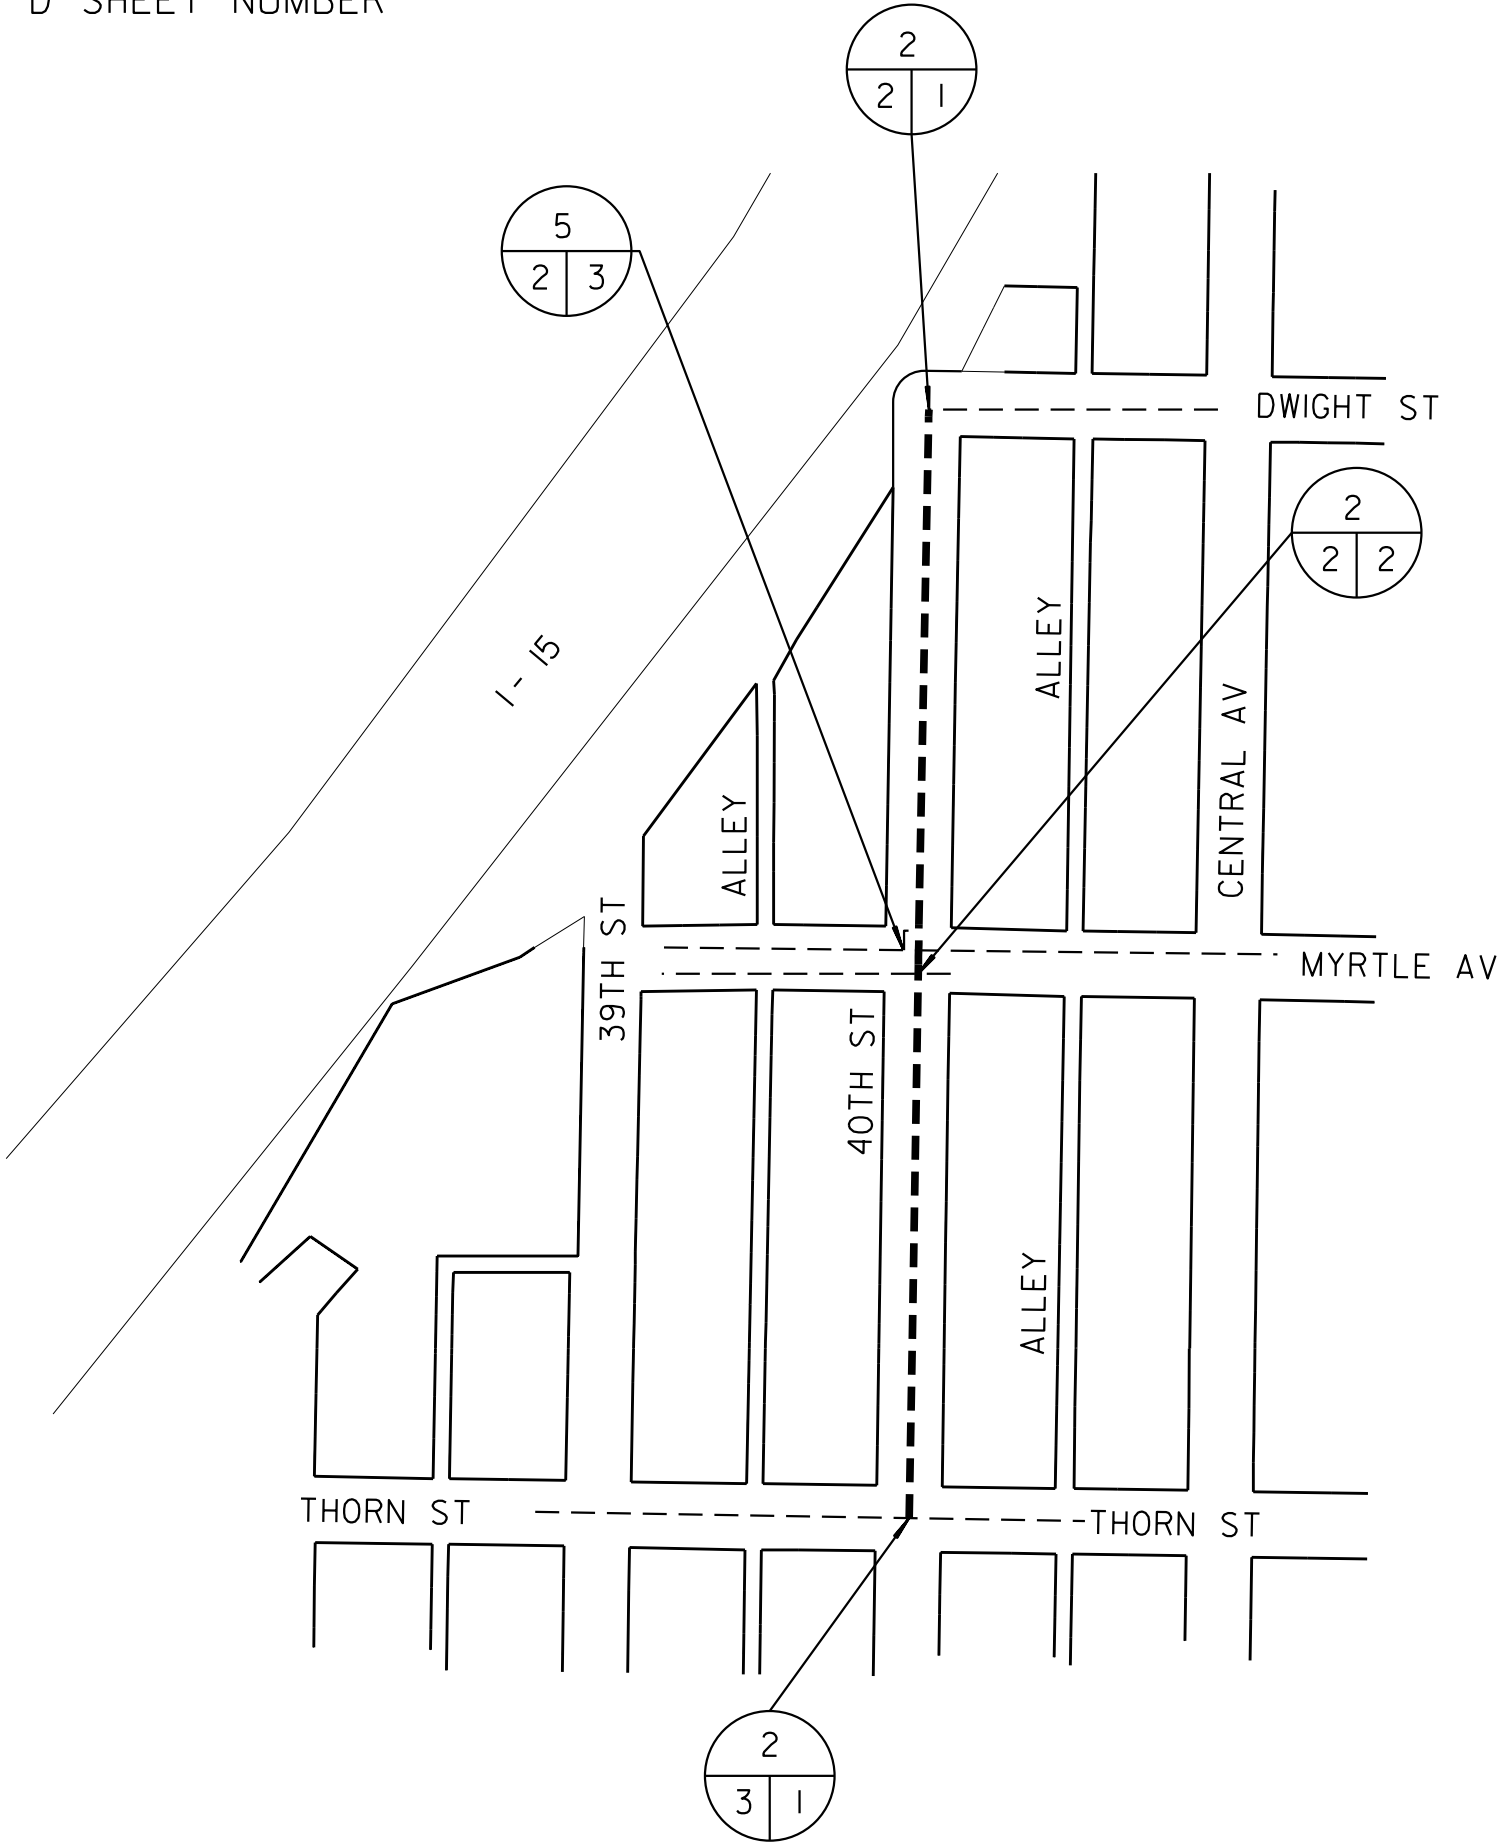 D SHEET NUMBER
2
2 1
5
2 3
DWIGHT ST
2
2 2
ALLEY
I-15
CENTRAL AV
ALLEY
39TH ST
MYRTLE AV
40TH ST
ALLEY
THORN ST
THORN ST
2
3 1